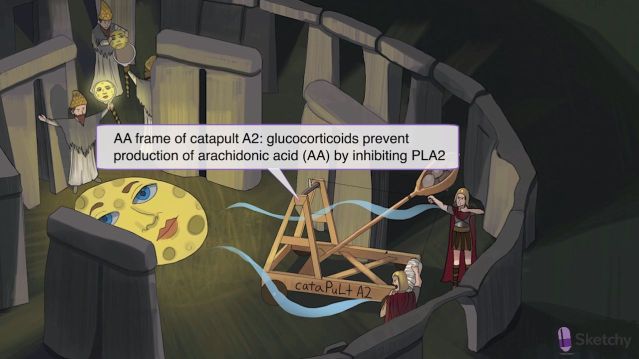 AA frame of catapult A2: glucocorticoids prevent
production of arachidonic acid (AA) by inhibiting PLA2
cataPuLt A2
Sketchy